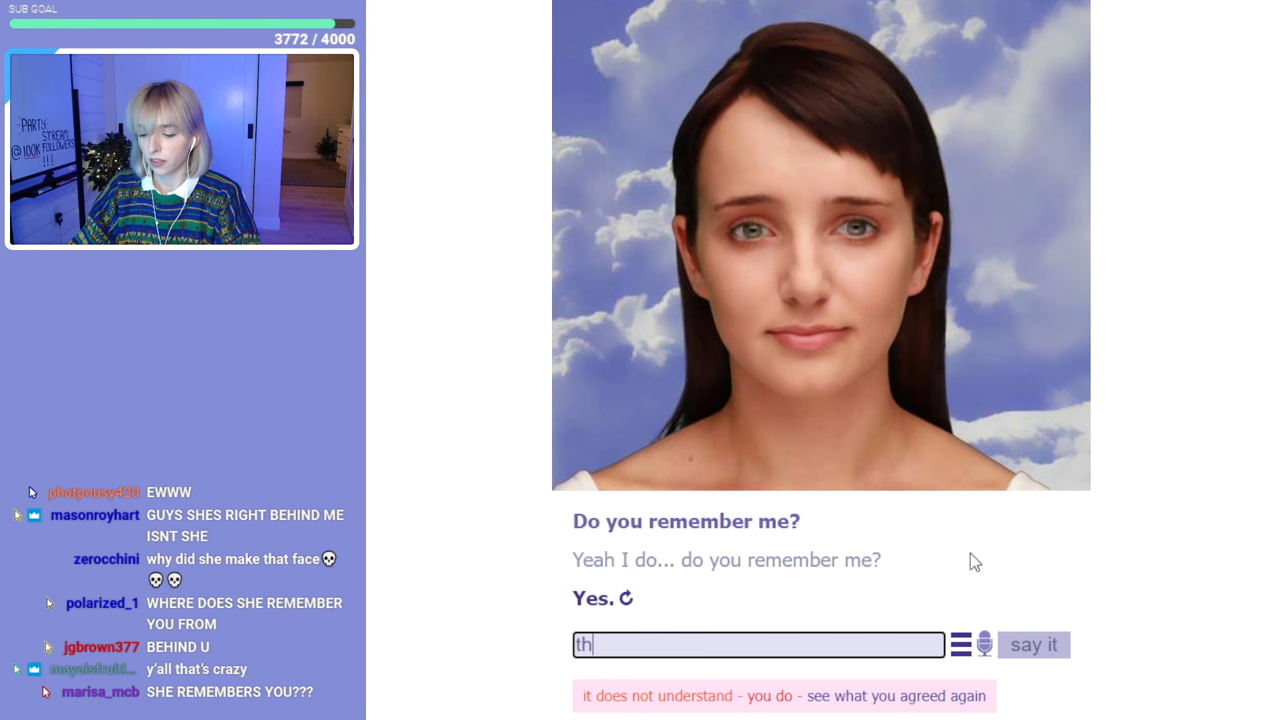 SUB GOAL
3772 / 4000
PARTY
STREAM
@ 100K FOLLOWERS
!!!
phatpousy420 EWWW
masonroyhart GUYS SHES RIGHT BEHIND ME
ISNT SHE
zerocchini why did she make that face💀
💀 💀
polarized_1 WHERE DOES SHE REMEMBER
YOU FROM
jgbrown377 BEHIND U
y'all that's crazy
marisa_mcb SHE REMEMBERS YOU???
Do you remember me?
Yeah I do... do you remember me?
Yes.
th
say it
it does not understand - you do - see what you agreed again